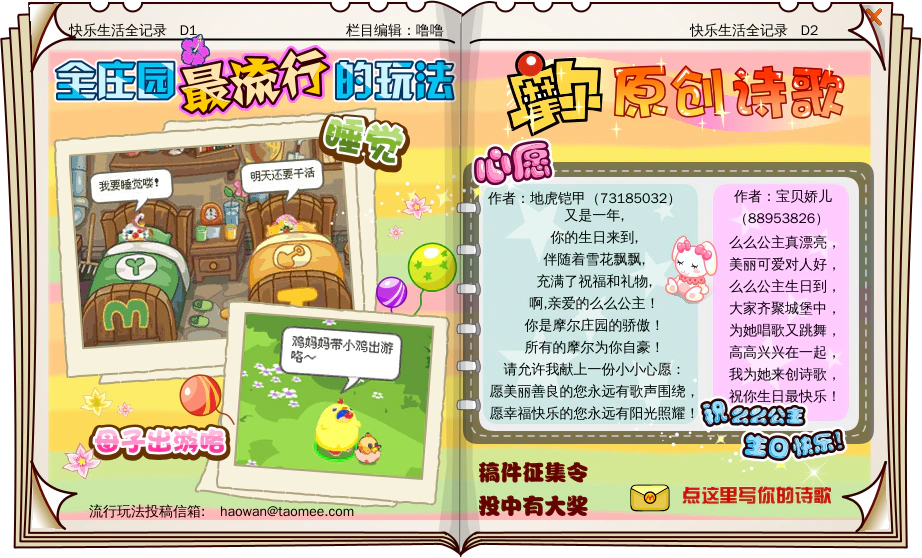 快乐生活全记录 D1
栏目编辑：噜噜
全庄园最流行的玩法
睡觉
我要睡觉喽！
明天还要干活
鸡妈妈带小鸡出游
咯～
母子出游咯
流行玩法投稿信箱: haowan@taomee.com
快乐生活全记录 D2
摩尔原创诗歌
心愿
作者：地虎铠甲（73185032）
又是一年,
你的生日来到,
伴随着雪花飘飘,
充满了祝福和礼物,
啊,亲爱的么么公主！
你是摩尔庄园的骄傲！
所有的摩尔为你自豪！
请允许我献上一份小小心愿：
愿美丽善良的您永远有歌声围绕，
愿幸福快乐的您永远有阳光照耀！
作者：宝贝娇儿
（88953826）
么么公主真漂亮，
美丽可爱对人好，
么么公主生日到，
大家齐聚城堡中，
为她唱歌又跳舞，
高高兴兴在一起，
我为她来创诗歌，
祝你生日最快乐！
祝么么公主
生日快乐!
稿件征集令
投中有大奖
点这里写你的诗歌